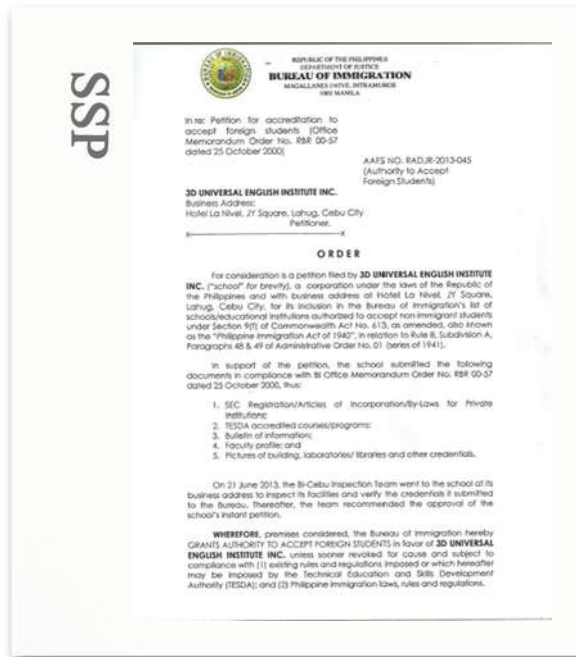 SSP
REPUBLIC OF THE PHILIPPINES
DEPARTMENT OF JUSTICE
BUREAU OF IMMIGRATION
MAGALLANES DRIVE, INTRAMUROS
1002 MANILA
In re: Petition for accreditation to
accept foreign students (Office
Memorandum Order No. RBR 00-57
dated 25 October 2000)
AAFS NO. RADJR-2013-045
(Authority to Accept
Foreign Students)
3D UNIVERSAL ENGLISH INSTITUTE INC.
Business Address:
Hotel La Nivel, JY Square, Lahug, Cebu City
Petitioner.
x-----------------------------------------x
ORDER
For consideration is a petition filed by 3D UNIVERSAL ENGLISH INSTITUTE
INC. ("school" for brevity), a corporation under the laws of the Republic of
the Philippines and with business address at Hotel La Nivel, JY Square,
Lahug, Cebu City, for its inclusion in the Bureau of Immigration's list of
schools/educational institutions authorized to accept non-immigrant students
under Section 9(f) of Commonwealth Act No. 613, as amended, also known
as the "Philippine Immigration Act of 1940", in relation to Rule B, Subdivision A,
Paragraphs 48 & 49 of Administrative Order No. 01 (series of 1941).
In support of the petition, the school submitted the following
documents in compliance with BI Office Memorandum Order No. RBR 00-57
dated 25 October 2000, thus:
1. SEC Registration/Articles of Incorporation/By-Laws for Private
Institutions;
2. TESDA accredited courses/programs;
3. Bulletin of information;
4. Faculty profile; and
5. Pictures of building, laboratories/ libraries and other credentials.
On 21 June 2013, the BI-Cebu Inspection Team went to the school at its
business address to inspect its facilities and verify the credentials it submitted
to the Bureau. Thereafter, the team recommended the approval of the
school's instant petition.
WHEREFORE, premises considered, the Bureau of Immigration hereby
GRANTS AUTHORITY TO ACCEPT FOREIGN STUDENTS in favor of 3D UNIVERSAL
ENGLISH INSTITUTE INC. unless sooner revoked for cause and subject to
compliance with (1) existing rules and regulations imposed or which hereafter
may be imposed by the Technical Education and Skills Development
Authority (TESDA); and (2) Philippine immigration laws, rules and regulations.